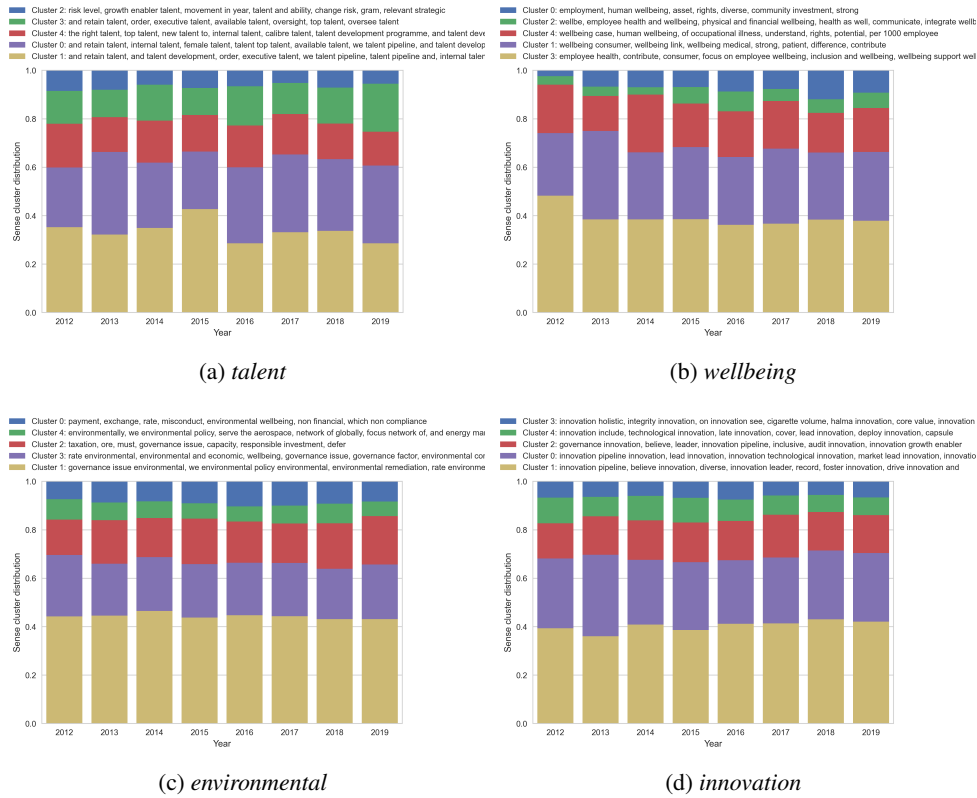 Cluster 2: risk level, growth enabler talent, movement in year, talent and ability, change risk, gram, relevant strategic
Cluster 3: and retain talent, order, executive talent, available talent, oversight, top talent, oversee talent
Cluster 4: the right talent, top talent, new talent to, internal talent, calibre talent, talent development programme, and talent deve
Cluster 0: and retain talent, internal talent, female talent, talent top talent, available talent, we talent pipeline, and talent develop
Cluster 1: and retain talent, and talent development, order, executive talent, we talent pipeline, talent pipeline and, internal talen
Sense cluster distribution
1.0
0.8
0.6
0.4
0.2
0.0
2012 2013 2014 2015 2016 2017 2018 2019
Year
(a) talent
Cluster 0: employment, human wellbeing, asset, rights, diverse, community investment, strong
Cluster 2: wellbe, employee health and wellbeing, physical and financial wellbeing, health as well, communicate, integrate wellb
Cluster 4: wellbeing case, human wellbeing, of occupational illness, understand, rights, potential, per 1000 employee
Cluster 1: wellbeing consumer, wellbeing link, wellbeing medical, strong, patient, difference, contribute
Cluster 3: employee health, contribute, consumer, focus on employee wellbeing, inclusion and wellbeing, wellbeing support well
Sense cluster distribution
1.0
0.8
0.6
0.4
0.2
0.0
2012 2013 2014 2015 2016 2017 2018 2019
Year
(b) wellbeing
Cluster 0: payment, exchange, rate, misconduct, environmental wellbeing, non financial, which non compliance
Cluster 4: environmentally, we environmental policy, serve the aerospace, network of globally, focus network of, and energy ma
Cluster 2: taxation, ore, must, governance issue, capacity, responsible investment, defer
Cluster 3: rate environmental, environmental and economic, wellbeing, governance issue, governance factor, environmental co
Cluster 1: governance issue environmental, we environmental policy environmental, environmental remediation, rate environme
Sense cluster distribution
1.0
0.8
0.6
0.4
0.2
0.0
2012 2013 2014 2015 2016 2017 2018 2019
Year
(c) environmental
Cluster 3: innovation holistic, integrity innovation, on innovation see, cigarette volume, halma innovation, core value, innovation
Cluster 4: innovation include, technological innovation, late innovation, cover, lead innovation, deploy innovation, capsule
Cluster 2: governance innovation, believe, leader, innovation pipeline, inclusive, audit innovation, innovation growth enabler
Cluster 0: innovation pipeline innovation, lead innovation, innovation technological innovation, market lead innovation, innovatio
Cluster 1: innovation pipeline, believe innovation, diverse, innovation leader, record, foster innovation, drive innovation and
Sense cluster distribution
1.0
0.8
0.6
0.4
0.2
0.0
2012 2013 2014 2015 2016 2017 2018 2019
Year
(d) innovation